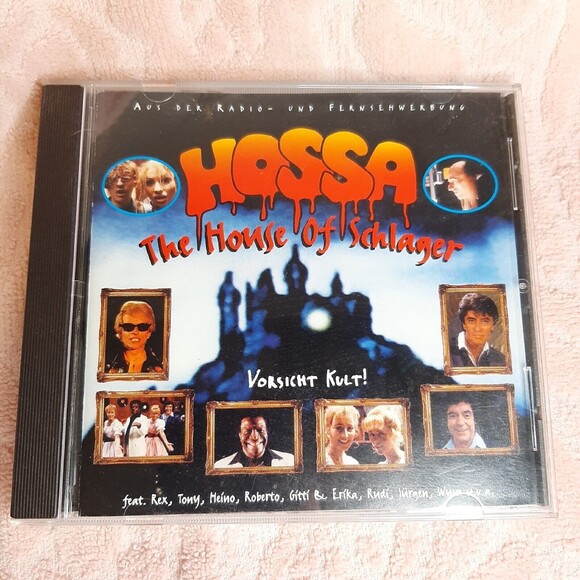 AUS DER RADIO- UND FERNSEHWERBUNG
HOSSA
The House Of Schlager
VORSICHT KULT!
feat. Rex, Tony, Heino, Roberto, Gitti & Erika, Rudi, Jürgen, Wum u.v.a.